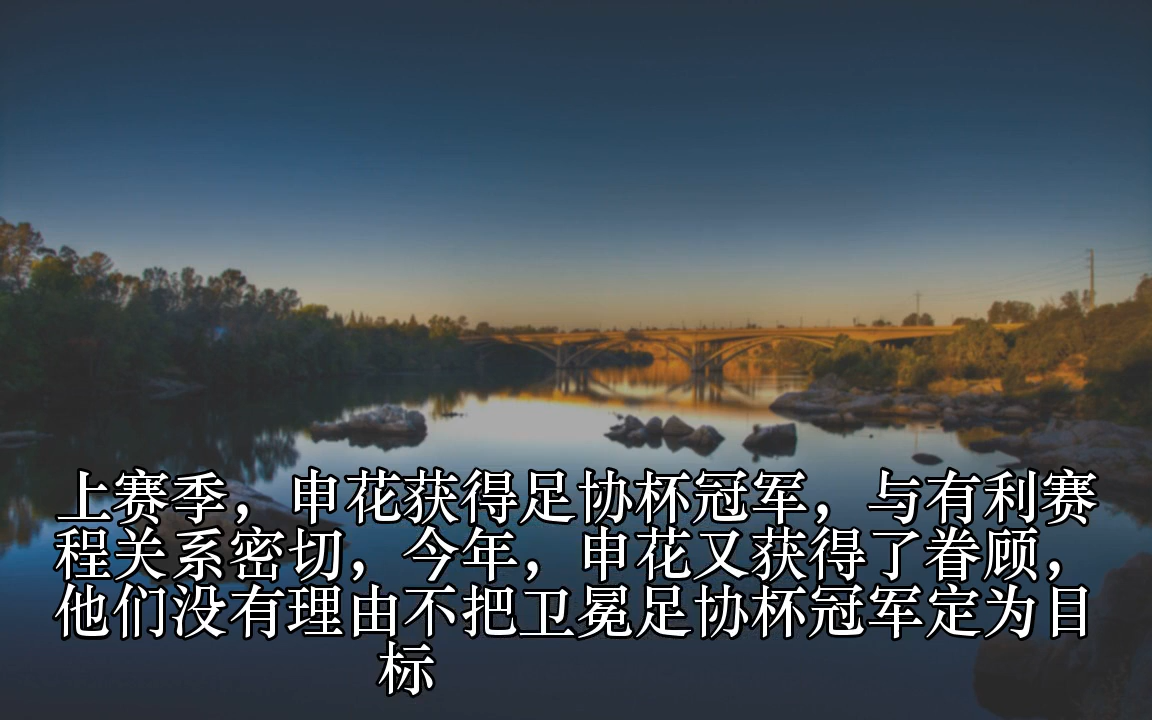 上赛季，申花获得足协杯冠军，与有利赛
程关系密切，今年，申花又获得了眷顾，
他们没有理由不把卫冕足协杯冠军定为目
标